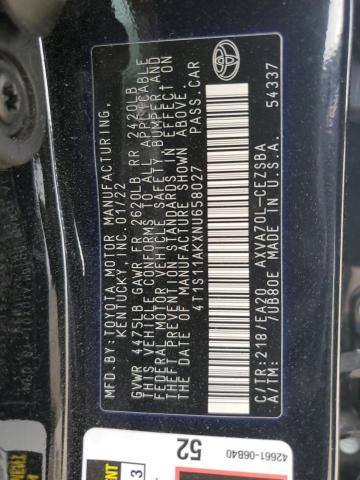 MFD.BY:TOYOTA MOTOR MANUFACTURING,
KENTUCKY INC. 01/22
GVWR 4475LB GAWR FR 2620LB RR 2420LB
THIS VEHICLE CONFORMS TO ALL APPLICABLE
FEDERAL MOTOR VEHICLE SAFETY, BUMPER, AND
THEFT PREVENTION STANDARDS IN EFFECT ON
THE DATE OF MANUFACTURE SHOWN ABOVE.
4T1S11AKXNU658027 PASS.CAR
C/TR:218/EA20 AXVA70L-CEZSBA
A/TM: 7UB80E MADE IN U.S.A.
54337
42661-06B40
52
3